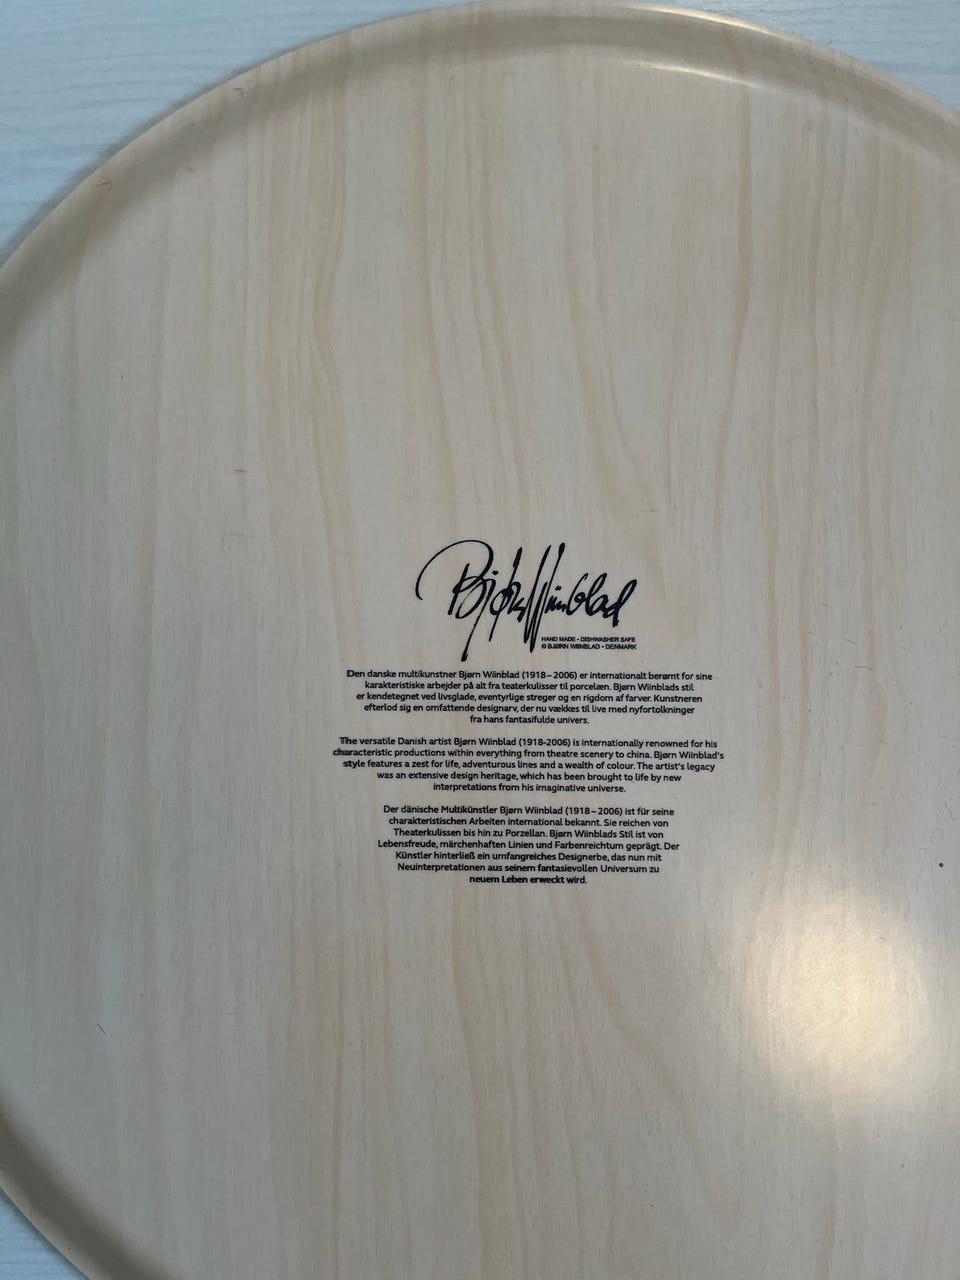 Bjørn Wiinblad
HAND MADE - DISHWASHER SAFE
© BJØRN WIINBLAD - DENMARK
Den danske multikunstner Bjørn Wiinblad (1918–2006) er internationalt berømt for sine
karakteristiske arbejder på alt fra teaterkulisser til porcelæn. Bjørn Wiinblads stil
er kendetegnet ved livsglade, eventyrlige streger og en rigdom af farver. Kunstneren
efterlod sig en omfattende designarv, der nu vækkes til live med nyfortolkninger
fra hans fantasifulde univers.
The versatile Danish artist Bjørn Wiinblad (1918-2006) is internationally renowned for his
characteristic productions within everything from theatre scenery to china. Bjørn Wiinblad's
style features a zest for life, adventurous lines and a wealth of colour. The artist's legacy
was an extensive design heritage, which has been brought to life by new
interpretations from his imaginative universe.
Der dänische Multikünstler Bjørn Wiinblad (1918–2006) ist für seine
charakteristischen Arbeiten international bekannt. Sie reichen von
Theaterkulissen bis hin zu Porzellan. Bjørn Wiinblads Stil ist von
Lebensfreude, märchenhaften Linien und Farbenreichtum geprägt. Der
Künstler hinterließ ein umfangreiches Designerbe, das nun mit
Neuinterpretationen aus seinem fantasievollen Universum zu
neuem Leben erweckt wird.